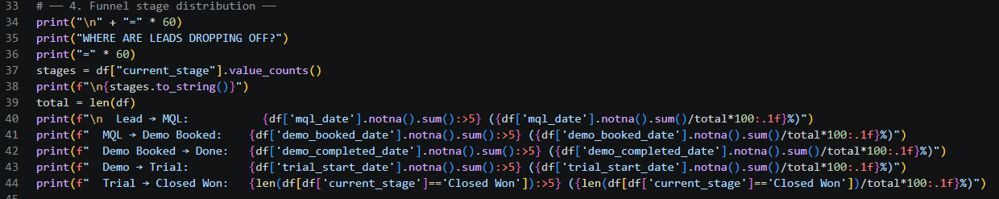 33 # —— 4. Funnel stage distribution ——
34 print("\n" + "=" * 60)
35 print("WHERE ARE LEADS DROPPING OFF?")
36 print("=" * 60)
37 stages = df["current_stage"].value_counts()
38 print(f"\n{stages.to_string()}")
39 total = len(df)
40 print(f"\n  Lead → MQL:            {df['mql_date'].notna().sum():>5} ({df['mql_date'].notna().sum()/total*100:.1f}%)")
41 print(f"  MQL → Demo Booked:    {df['demo_booked_date'].notna().sum():>5} ({df['demo_booked_date'].notna().sum()/total*100:.1f}%)")
42 print(f"  Demo Booked → Done:   {df['demo_completed_date'].notna().sum():>5} ({df['demo_completed_date'].notna().sum()/total*100:.1f}%)")
43 print(f"  Demo → Trial:         {df['trial_start_date'].notna().sum():>5} ({df['trial_start_date'].notna().sum()/total*100:.1f}%)")
44 print(f"  Trial → Closed Won:   {len(df[df['current_stage']=='Closed Won']):>5} ({len(df[df['current_stage']=='Closed Won'])/total*100:.1f}%)")